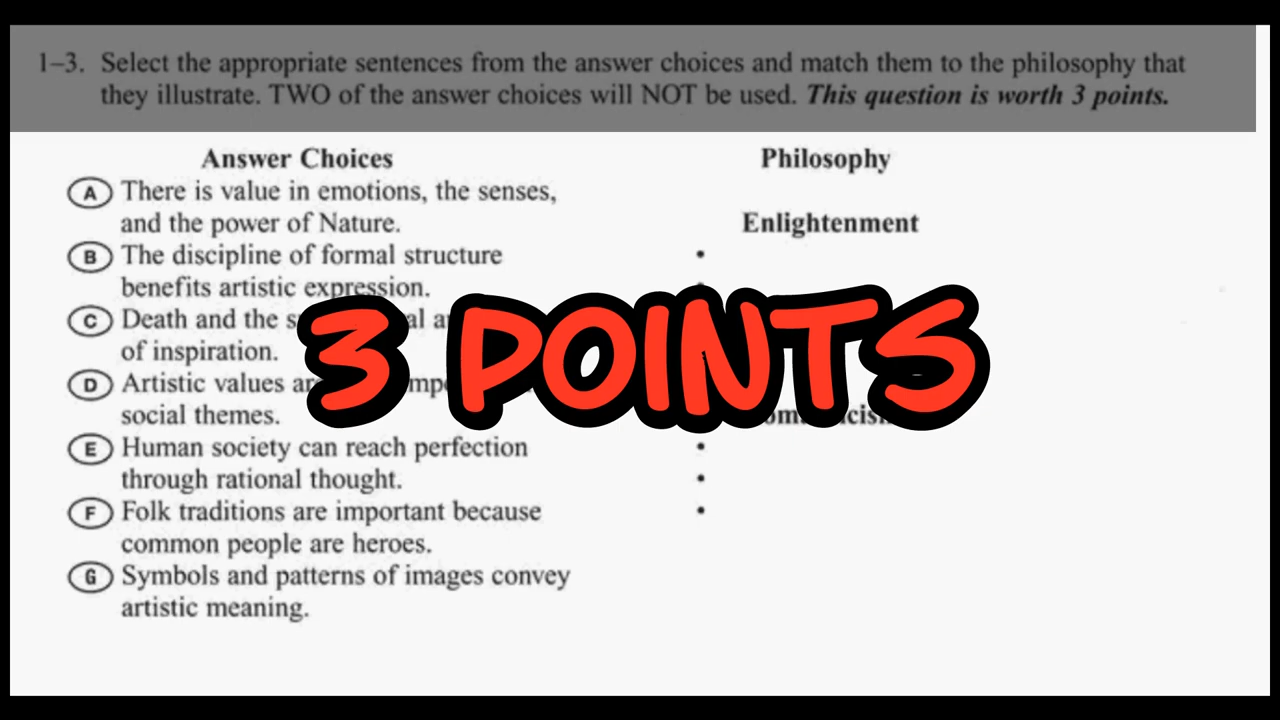 1–3. Select the appropriate sentences from the answer choices and match them to the philosophy that
they illustrate. TWO of the answer choices will NOT be used. This question is worth 3 points.
Answer Choices
A There is value in emotions, the senses,
and the power of Nature.
B The discipline of formal structure
benefits artistic expression.
C Death and the
of inspiration.
D Artistic values
social themes.
E Human society can reach perfection
through rational thought.
F Folk traditions are important because
common people are heroes.
G Symbols and patterns of images convey
artistic meaning.
Philosophy
Enlightenment
•
•
•
•
3 POINTS